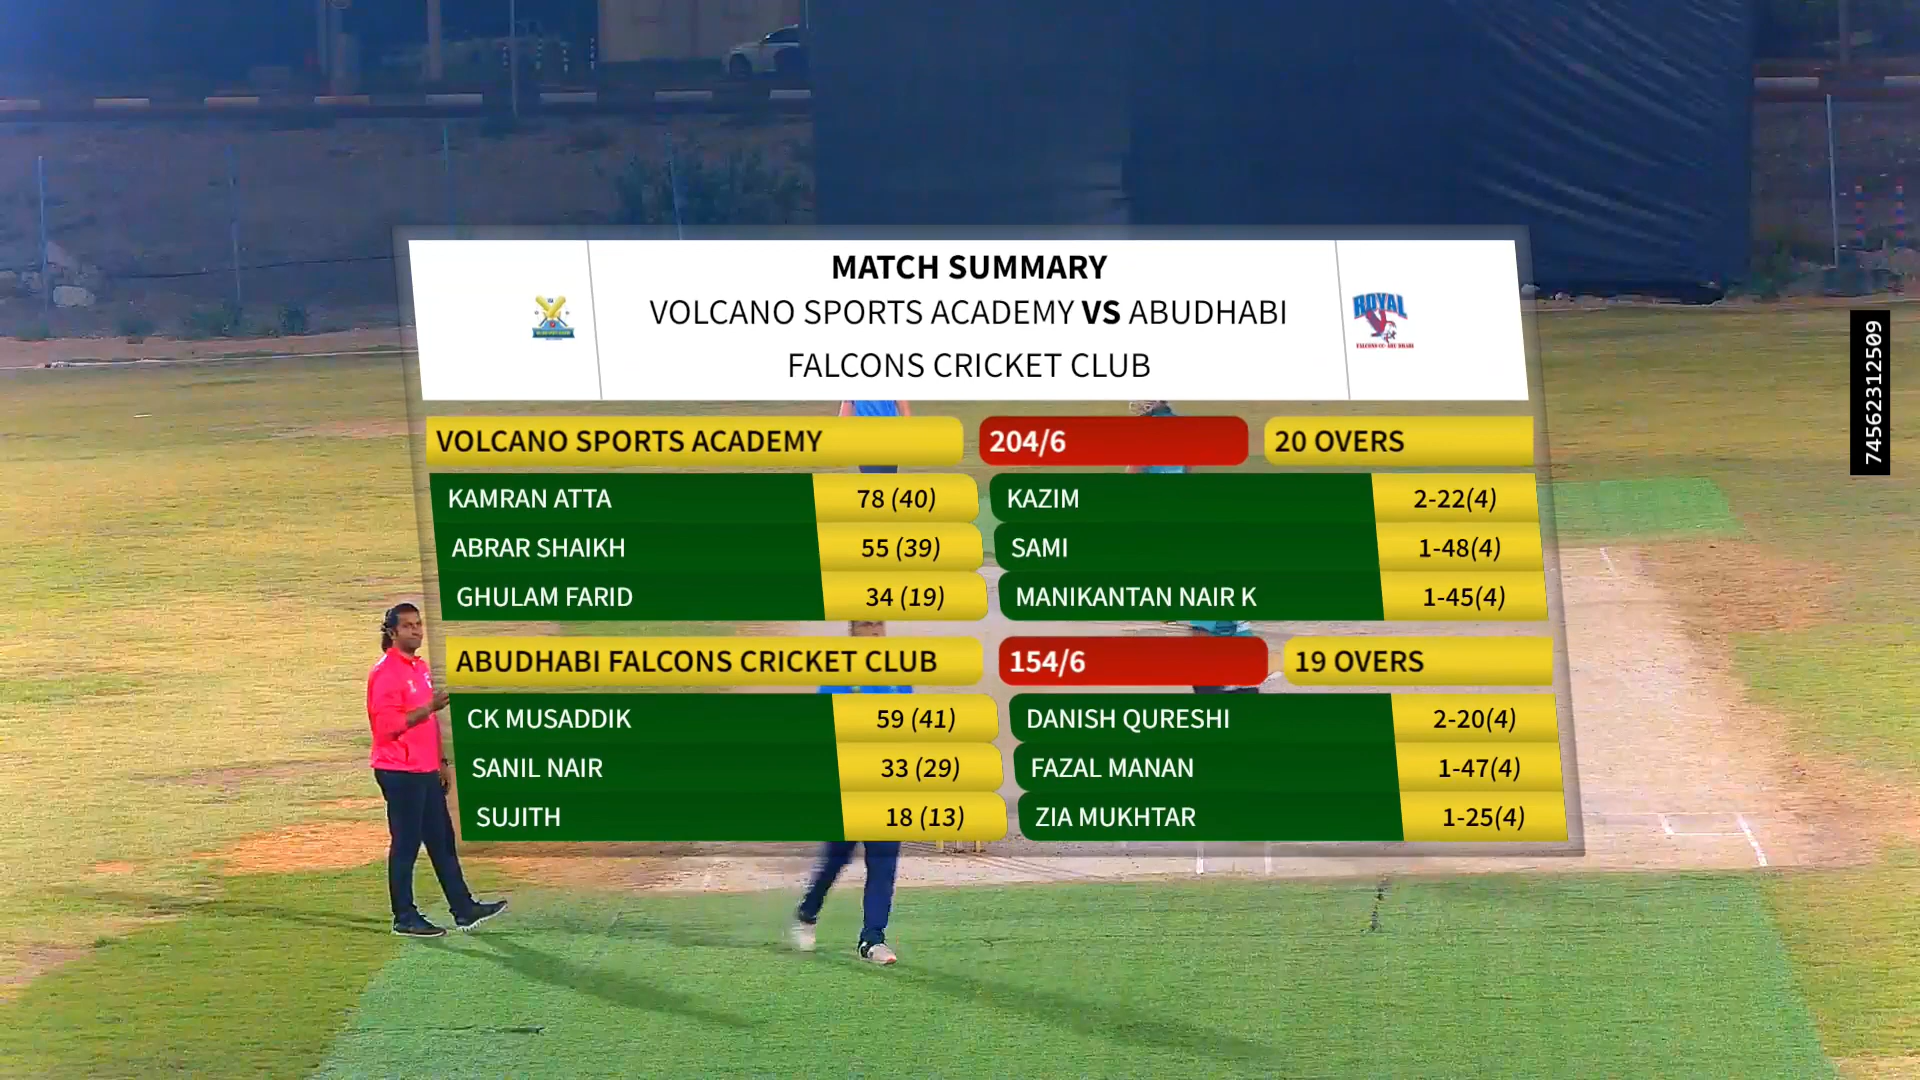 MATCH SUMMARY
VOLCANO SPORTS ACADEMY VS ABUDHABI
FALCONS CRICKET CLUB
ROYAL
FALCONS CC- ABU DHABI
VOLCANO SPORTS ACADEMY 204/6 20 OVERS
KAMRAN ATTA 78 (40) KAZIM 2-22(4)
ABRAR SHAIKH 55 (39) SAMI 1-48(4)
GHULAM FARID 34 (19) MANIKANTAN NAIR K 1-45(4)
ABUDHABI FALCONS CRICKET CLUB 154/6 19 OVERS
CK MUSADDIK 59 (41) DANISH QURESHI 2-20(4)
SANIL NAIR 33 (29) FAZAL MANAN 1-47(4)
SUJITH 18 (13) ZIA MUKHTAR 1-25(4)
74562312509